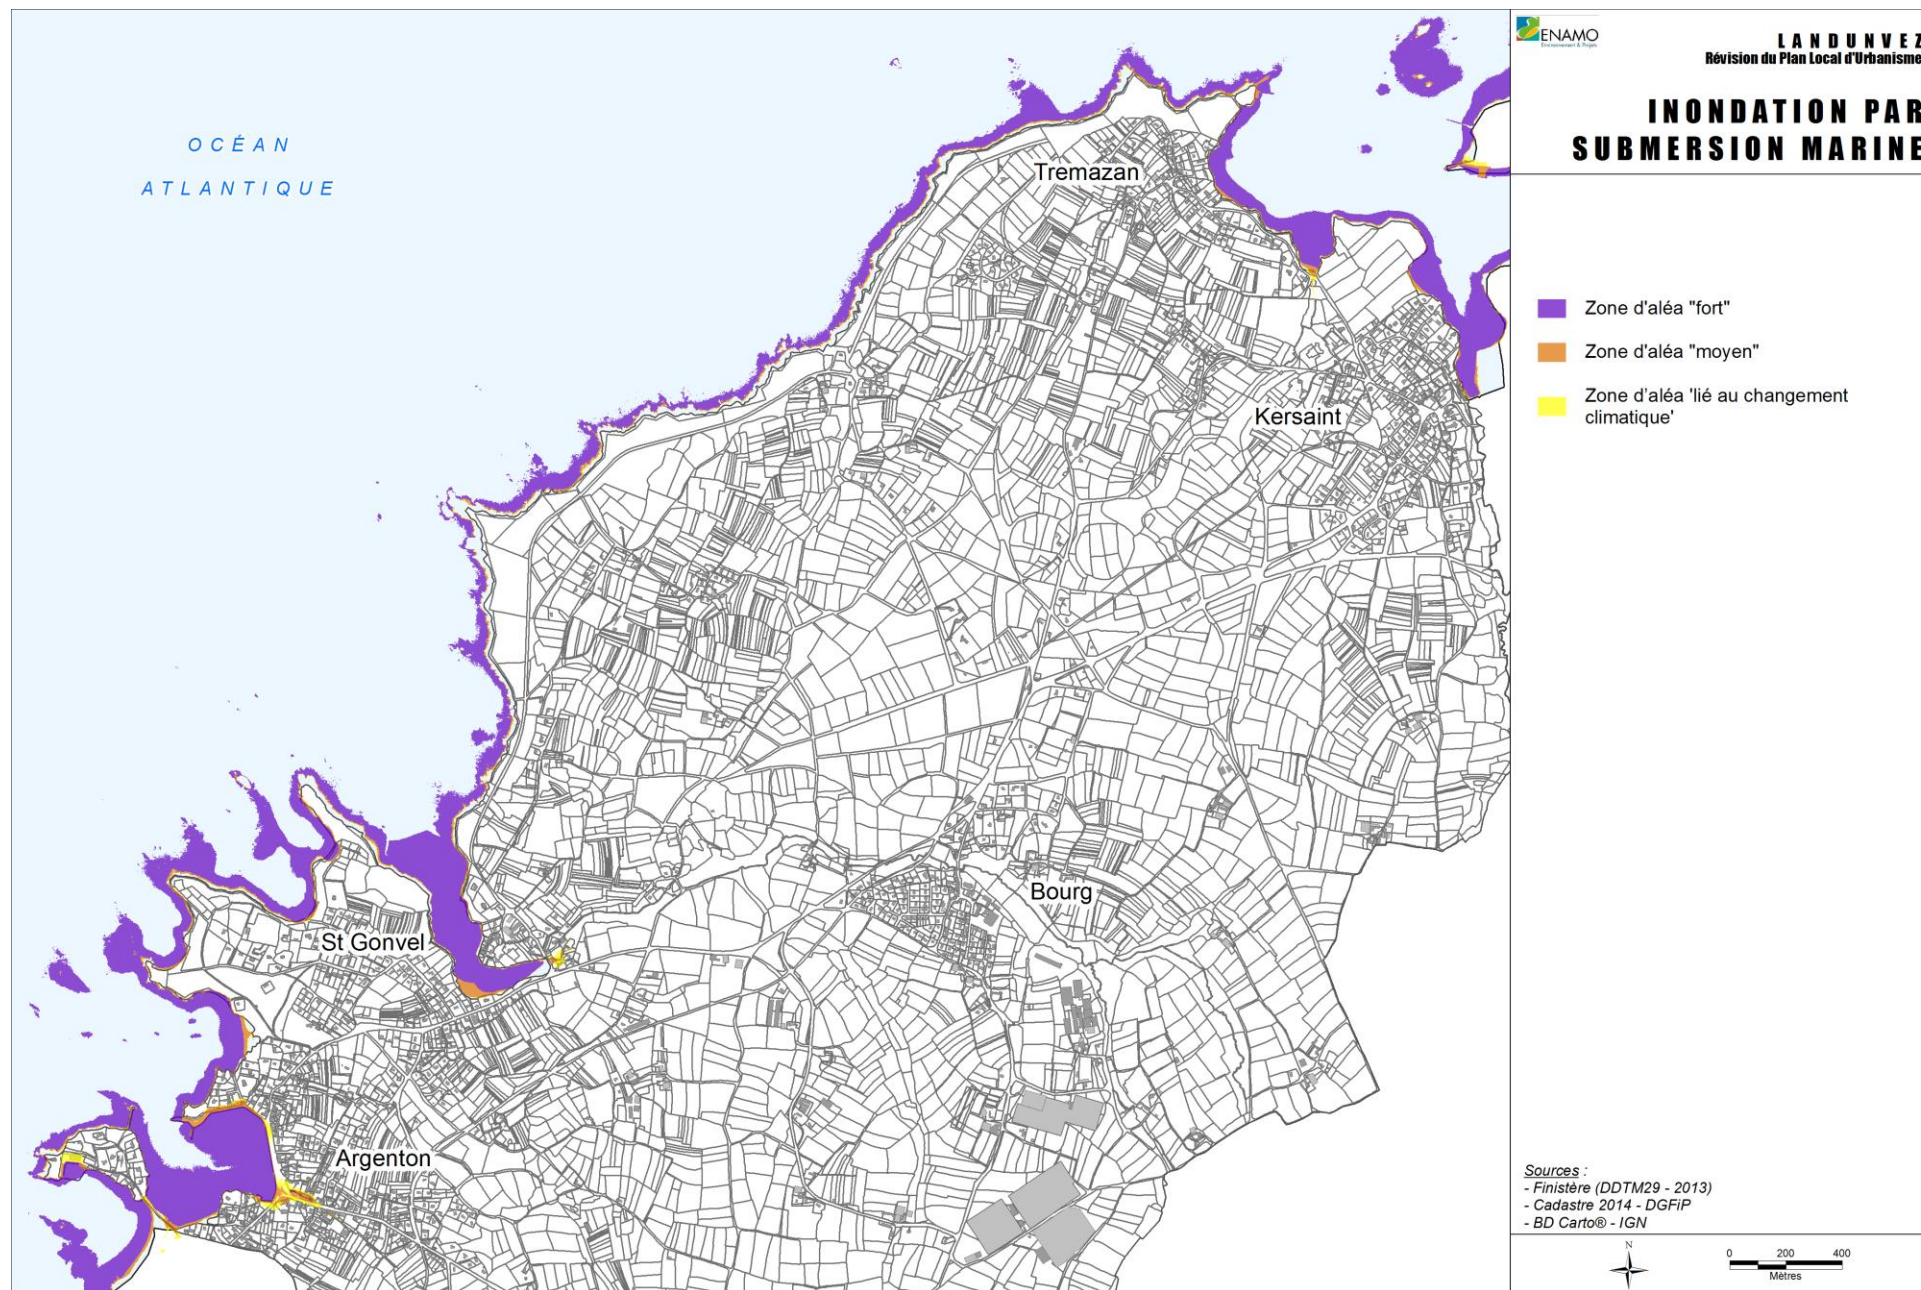 ENAMO
Environnement & Projets
LANDUNVEZ
Révision du Plan Local d'Urbanisme
INONDATION PAR
SUBMERSION MARINE
OCÉAN
ATLANTIQUE
Tremazan
Kersaint
Bourg
St Gonvel
Argenton
Zone d'aléa "fort"
Zone d'aléa "moyen"
Zone d'aléa 'lié au changement
climatique'
Sources :
- Finistère (DDTM29 - 2013)
- Cadastre 2014 - DGFiP
- BD Carto® - IGN
N
0 200 400
Mètres